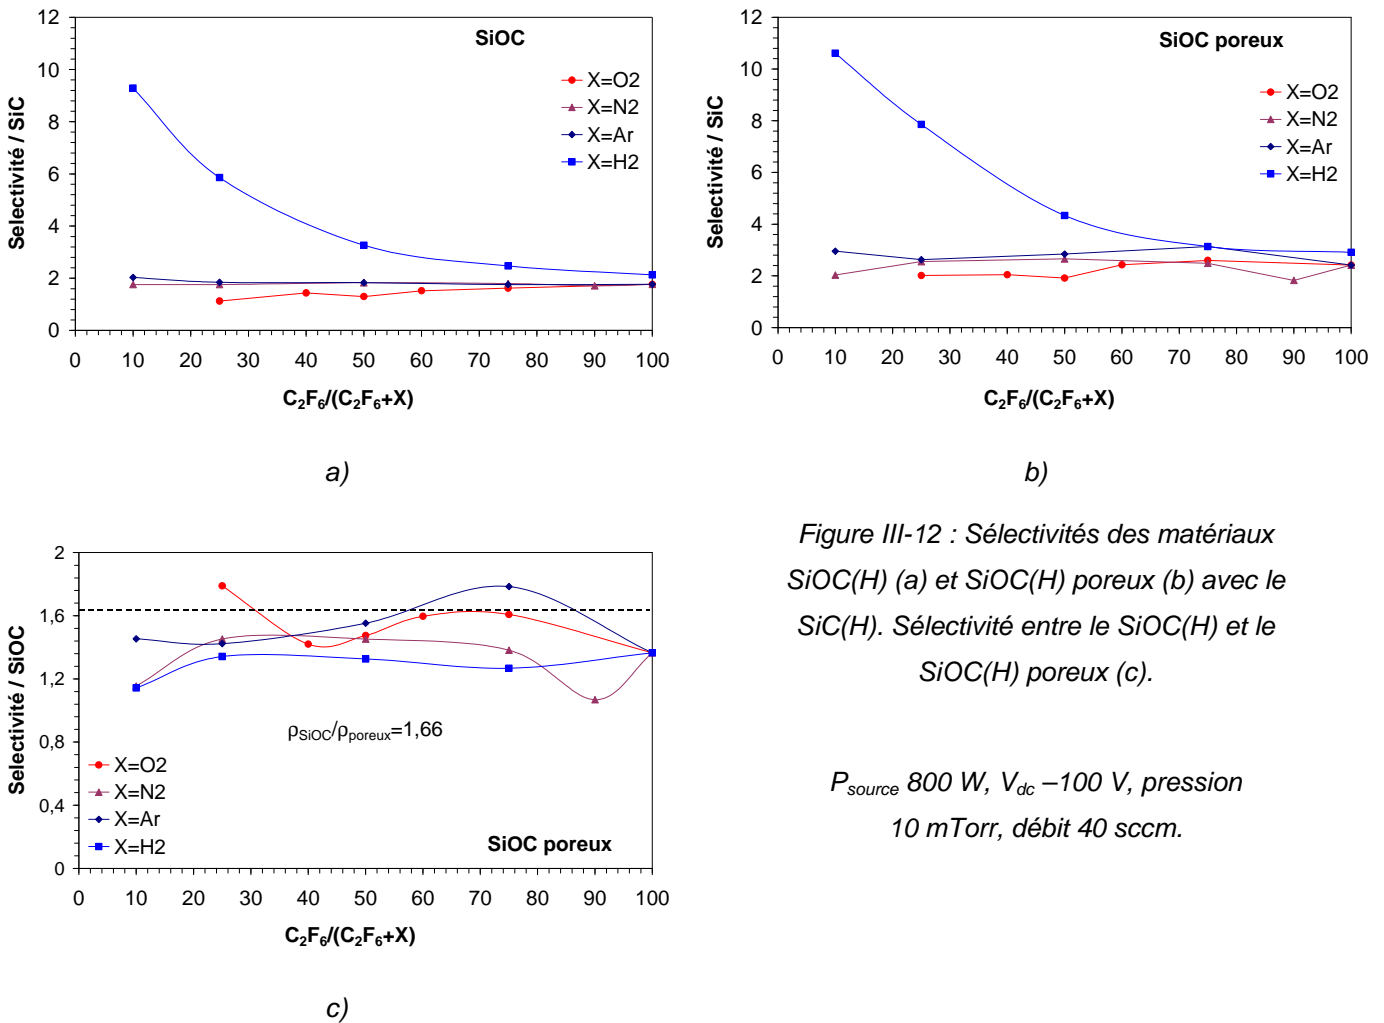 12
10
8
6
4
2
0
Selectivité / SiC
SiOC
X=O2
X=N2
X=Ar
X=H2
0 10 20 30 40 50 60 70 80 90 100
C₂F₆/(C₂F₆+X)
a)
12
10
8
6
4
2
0
Selectivité / SiC
SiOC poreux
X=O2
X=N2
X=Ar
X=H2
0 10 20 30 40 50 60 70 80 90 100
C₂F₆/(C₂F₆+X)
b)
2
1,6
1,2
0,8
0,4
0
Selectivité / SiOC
ρSiOC/ρporeux=1,66
X=O2
X=N2
X=Ar
X=H2
SiOC poreux
0 10 20 30 40 50 60 70 80 90 100
C₂F₆/(C₂F₆+X)
c)
Figure III-12 : Sélectivités des matériaux
SiOC(H) (a) et SiOC(H) poreux (b) avec le
SiC(H). Sélectivité entre le SiOC(H) et le
SiOC(H) poreux (c).
Psource 800 W, Vdc –100 V, pression
10 mTorr, débit 40 sccm.